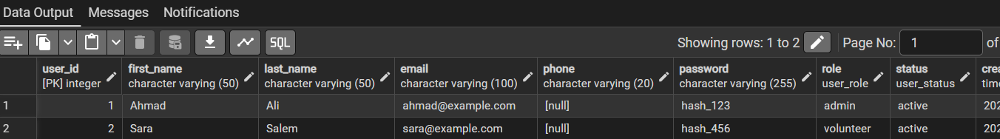 Data Output Messages Notifications
SQL Showing rows: 1 to 2 Page No: 1 of
user_id first_name last_name email phone password role status crea
[PK] integer character varying (50) character varying (50) character varying (100) character varying (20) character varying (255) user_role user_status time
1 1 Ahmad Ali ahmad@example.com [null] hash_123 admin active 202
2 2 Sara Salem sara@example.com [null] hash_456 volunteer active 202